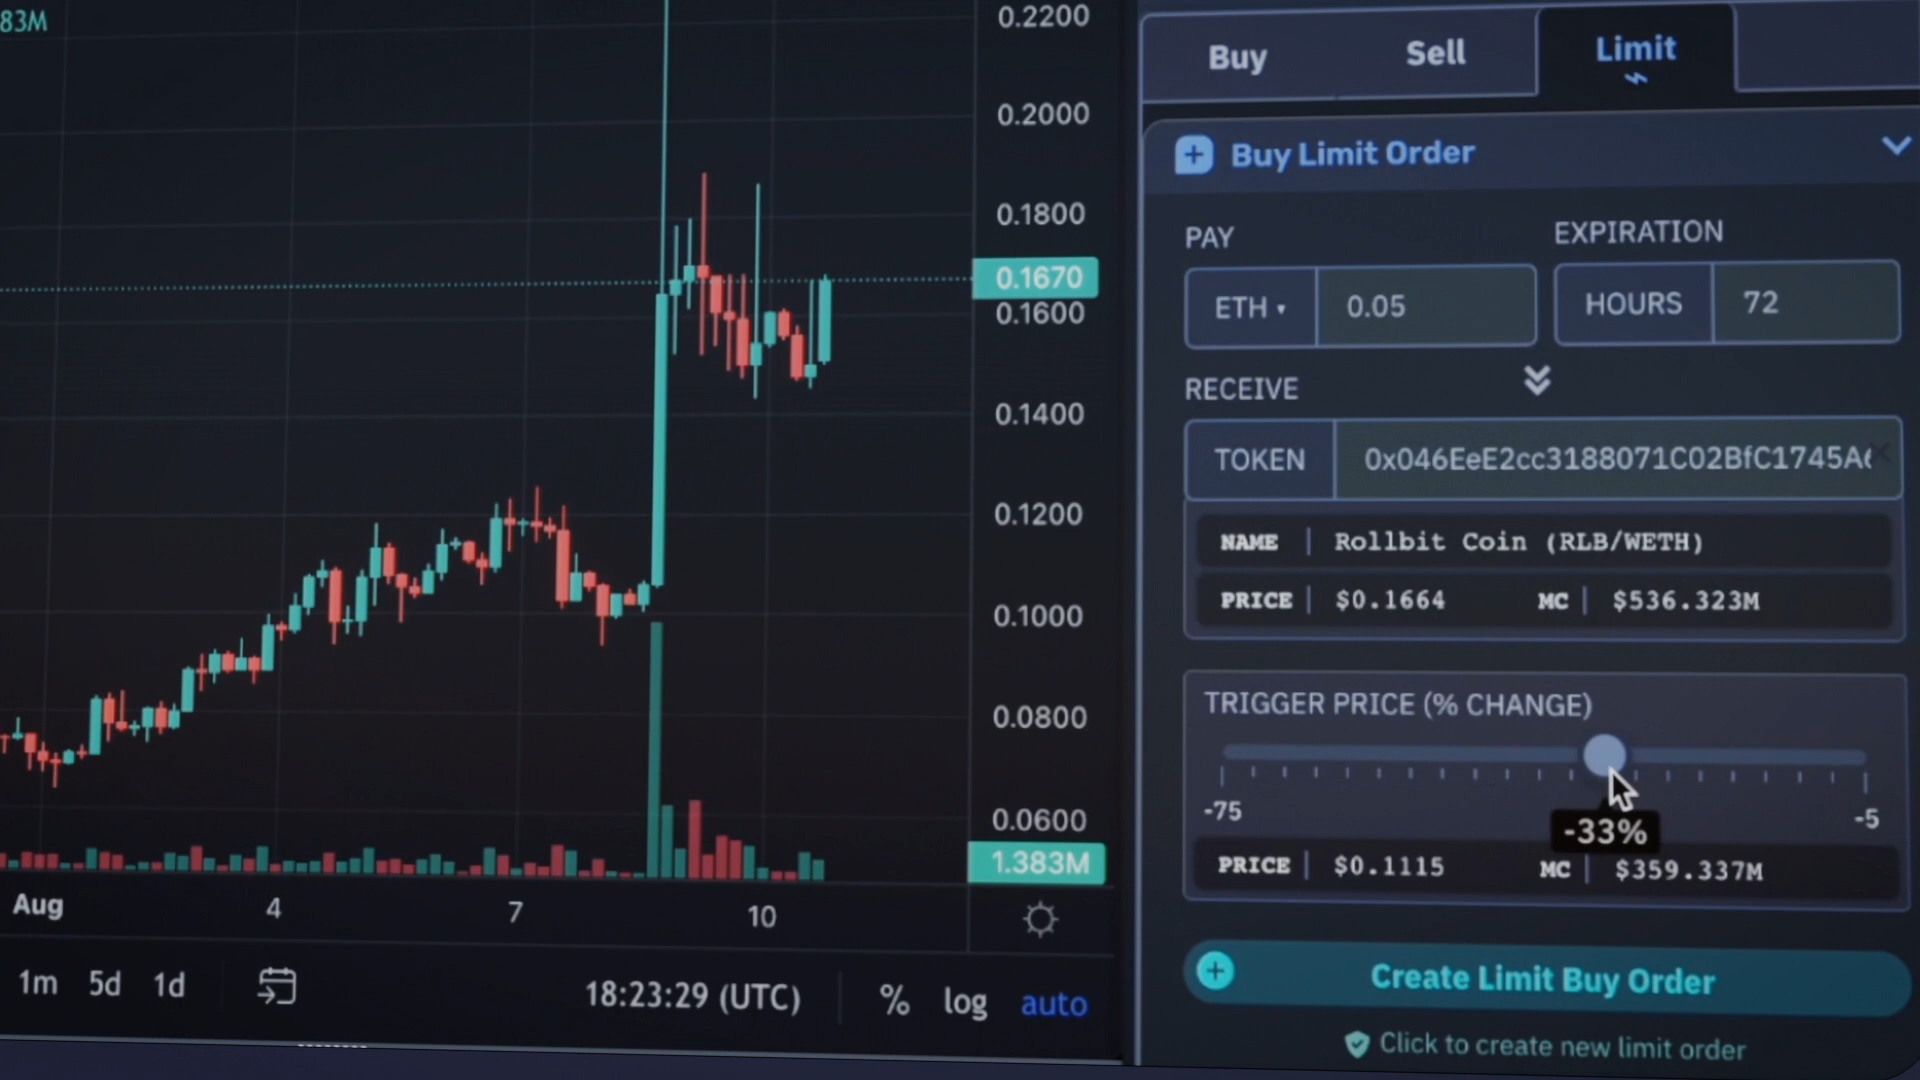 83M
0.2200
0.2000
0.1800
0.1670
0.1600
0.1400
0.1200
0.1000
0.0800
0.0600
1.383M
Aug
4
7
10
1m
5d
1d
18:23:29 (UTC)
%
log
auto
Buy
Sell
Limit
Buy Limit Order
PAY
EXPIRATION
ETH
0.05
HOURS
72
RECEIVE
TOKEN
0x046EeE2cc3188071C02BfC1745A
NAME
Rollbit Coin (RLB/WETH)
PRICE
$0.1664
MC
$536.323M
TRIGGER PRICE (% CHANGE)
-75
-5
-33%
PRICE
$0.1115
MC
$359.337M
Create Limit Buy Order
Click to create new limit order